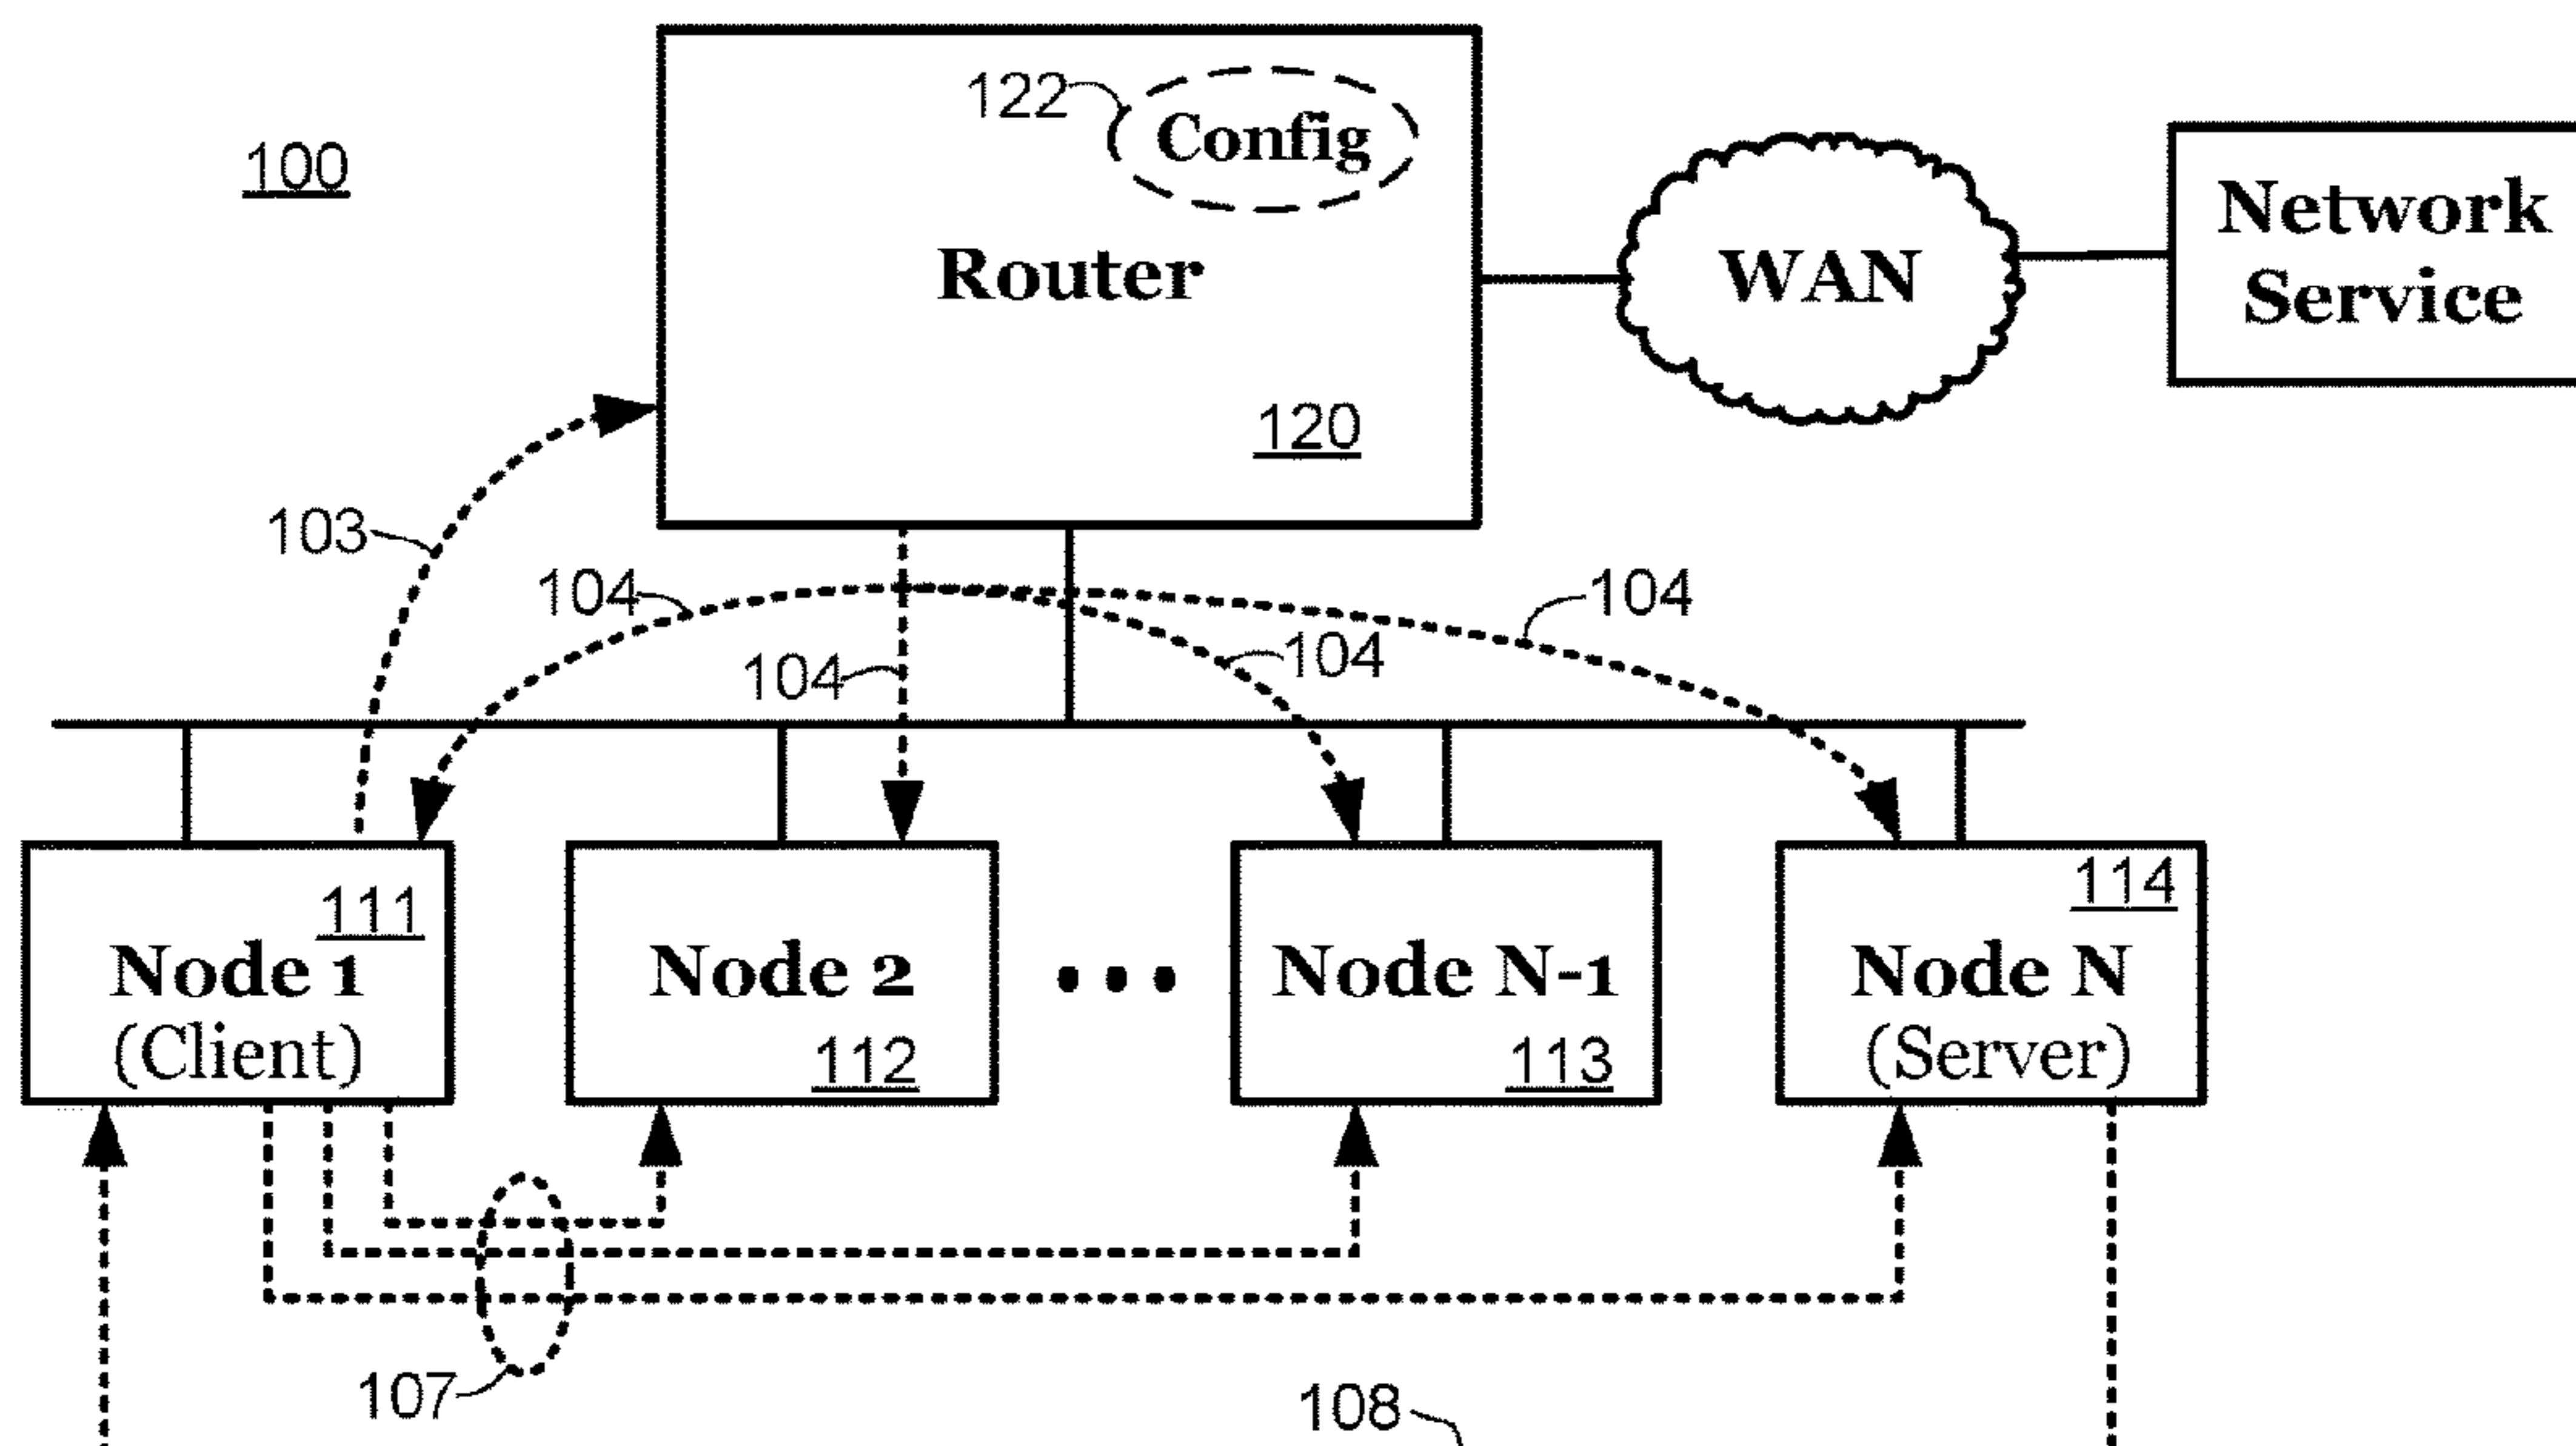 122
Config
100
Network
Service
Router
WAN
120
103
104
104
104
104
111
114
Node 1
(Client)
Node 2
112
• • •
Node N-1
113
Node N
(Server)
107
108